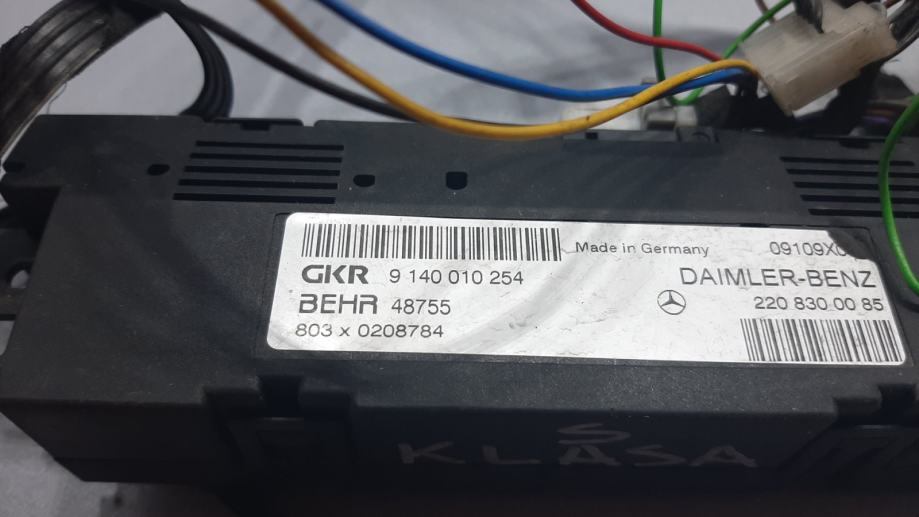 Made in Germany 09109X0
GKR 9 140 010 254 DAIMLER-BENZ
BEHR 48755 220 830 00 85
803 x 0208784
S
KLASA